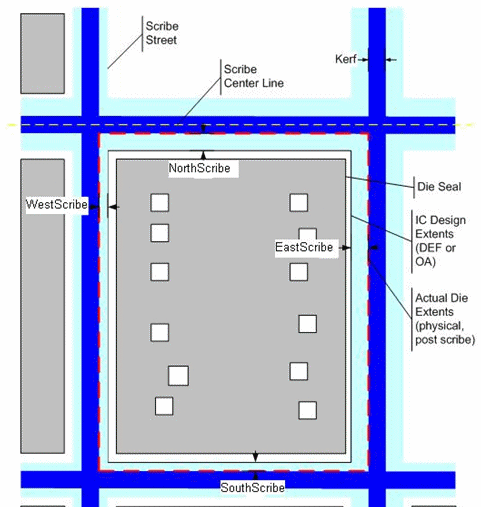 Scribe
Street
Kerf
Scribe
Center Line
NorthScribe
Die Seal
WestScribe
IC Design
Extents
(DEF or
OA)
EastScribe
Actual Die
Extents
(physical,
post scribe)
SouthScribe